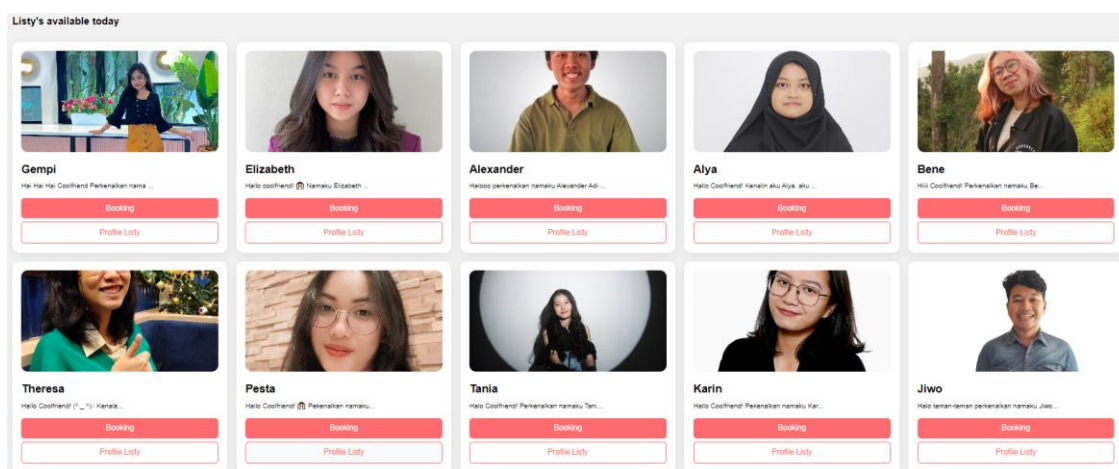 Listy's available today
Gempi
Hai Hai Hai Coolfriend Perkenalkan nama ...
Booking
Profile Listy
Elizabeth
Hallo coolfriend! Namaku Elizabeth ...
Booking
Profile Listy
Alexander
Halooo perkenalkan namaku Alexander Adi ...
Booking
Profile Listy
Alya
Hallo Coolfriend! Kenalin aku Alya, aku ...
Booking
Profile Listy
Bene
Hiii Coolfriend! Perkenalkan namaku Be...
Booking
Profile Listy
Theresa
Hallo Coolfriend! (^._.^)/ Kenala...
Booking
Profile Listy
Pesta
Hallo Coolfriend! Pekenalkan namaku...
Booking
Profile Listy
Tania
Halo Coolfriend! Perkenalkan namaku Tani...
Booking
Profile Listy
Karin
Hallo Coolfriend! Pekenalkan namaku Kar...
Booking
Profile Listy
Jiwo
Halo teman-teman perkenalkan namaku Jiwo...
Booking
Profile Listy